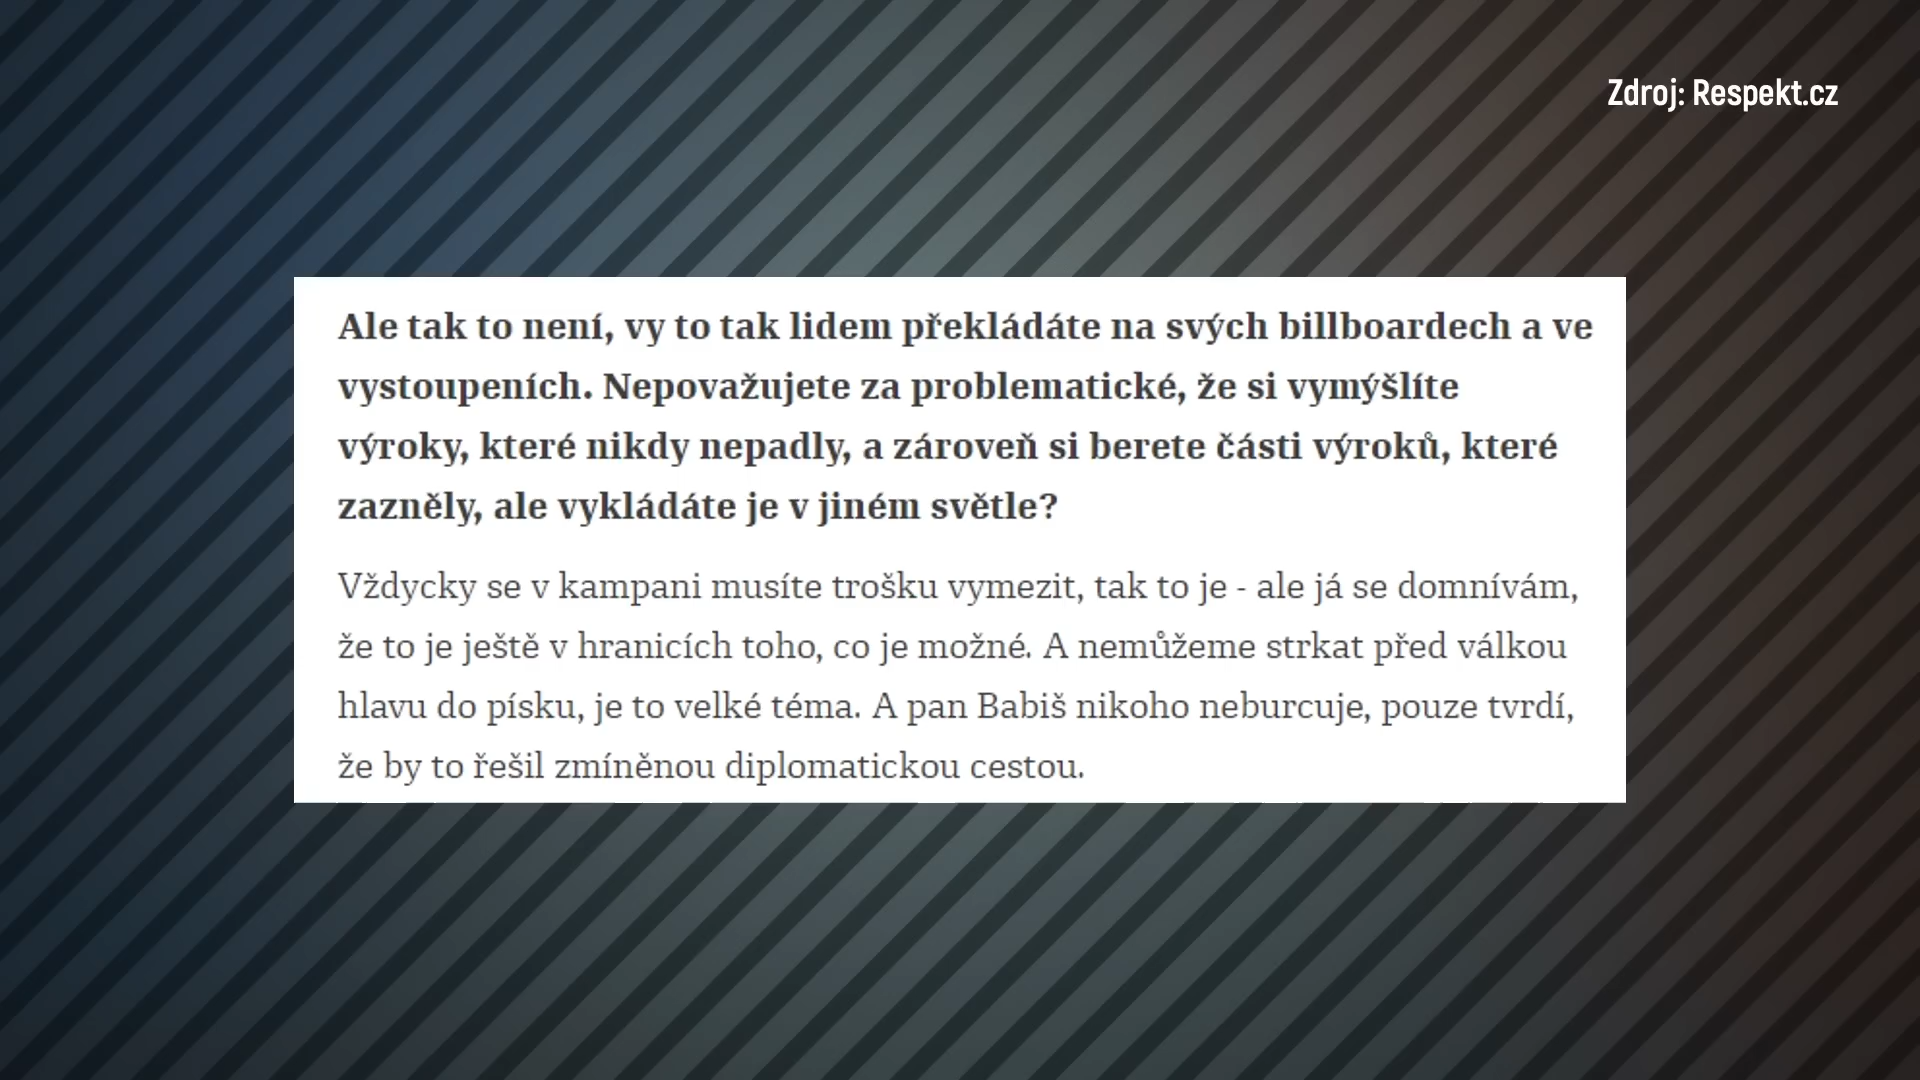 Zdroj: Respekt.cz
Ale tak to není, vy to tak lidem překládáte na svých billboardech a ve
vystoupeních. Nepovažujete za problematické, že si vymýšlíte
výroky, které nikdy nepadly, a zároveň si berete části výroků, které
zazněly, ale vykládáte je v jiném světle?
Vždycky se v kampani musíte trošku vymezit, tak to je - ale já se domnívám,
že to je ještě v hranicích toho, co je možné. A nemůžeme strkat před válkou
hlavu do písku, je to velké téma. A pan Babiš nikoho neburcuje, pouze tvrdí,
že by to řešil zmíněnou diplomatickou cestou.